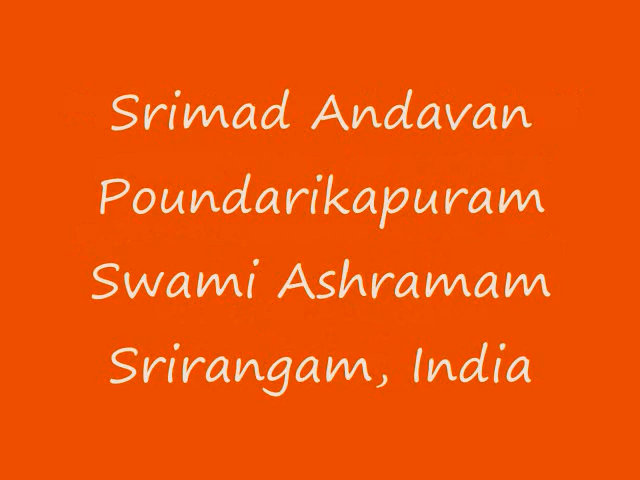 Srimad Andavan
Poundarikapuram
Swami Ashramam
Srirangam, India